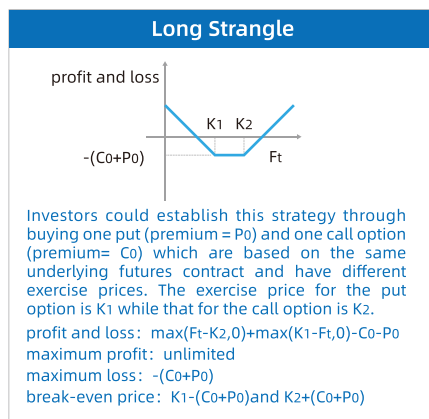 Long Strangle
profit and loss
K1 K2
-(C0+P0)
Ft
Investors could establish this strategy through
buying one put (premium = P0) and one call option
(premium= C0) which are based on the same
underlying futures contract and have different
exercise prices. The exercise price for the put
option is K1 while that for the call option is K2.
profit and loss: max(Ft-K2,0)+max(K1-Ft,0)-C0-P0
maximum profit: unlimited
maximum loss: -(C0+P0)
break-even price: K1-(C0+P0)and K2+(C0+P0)